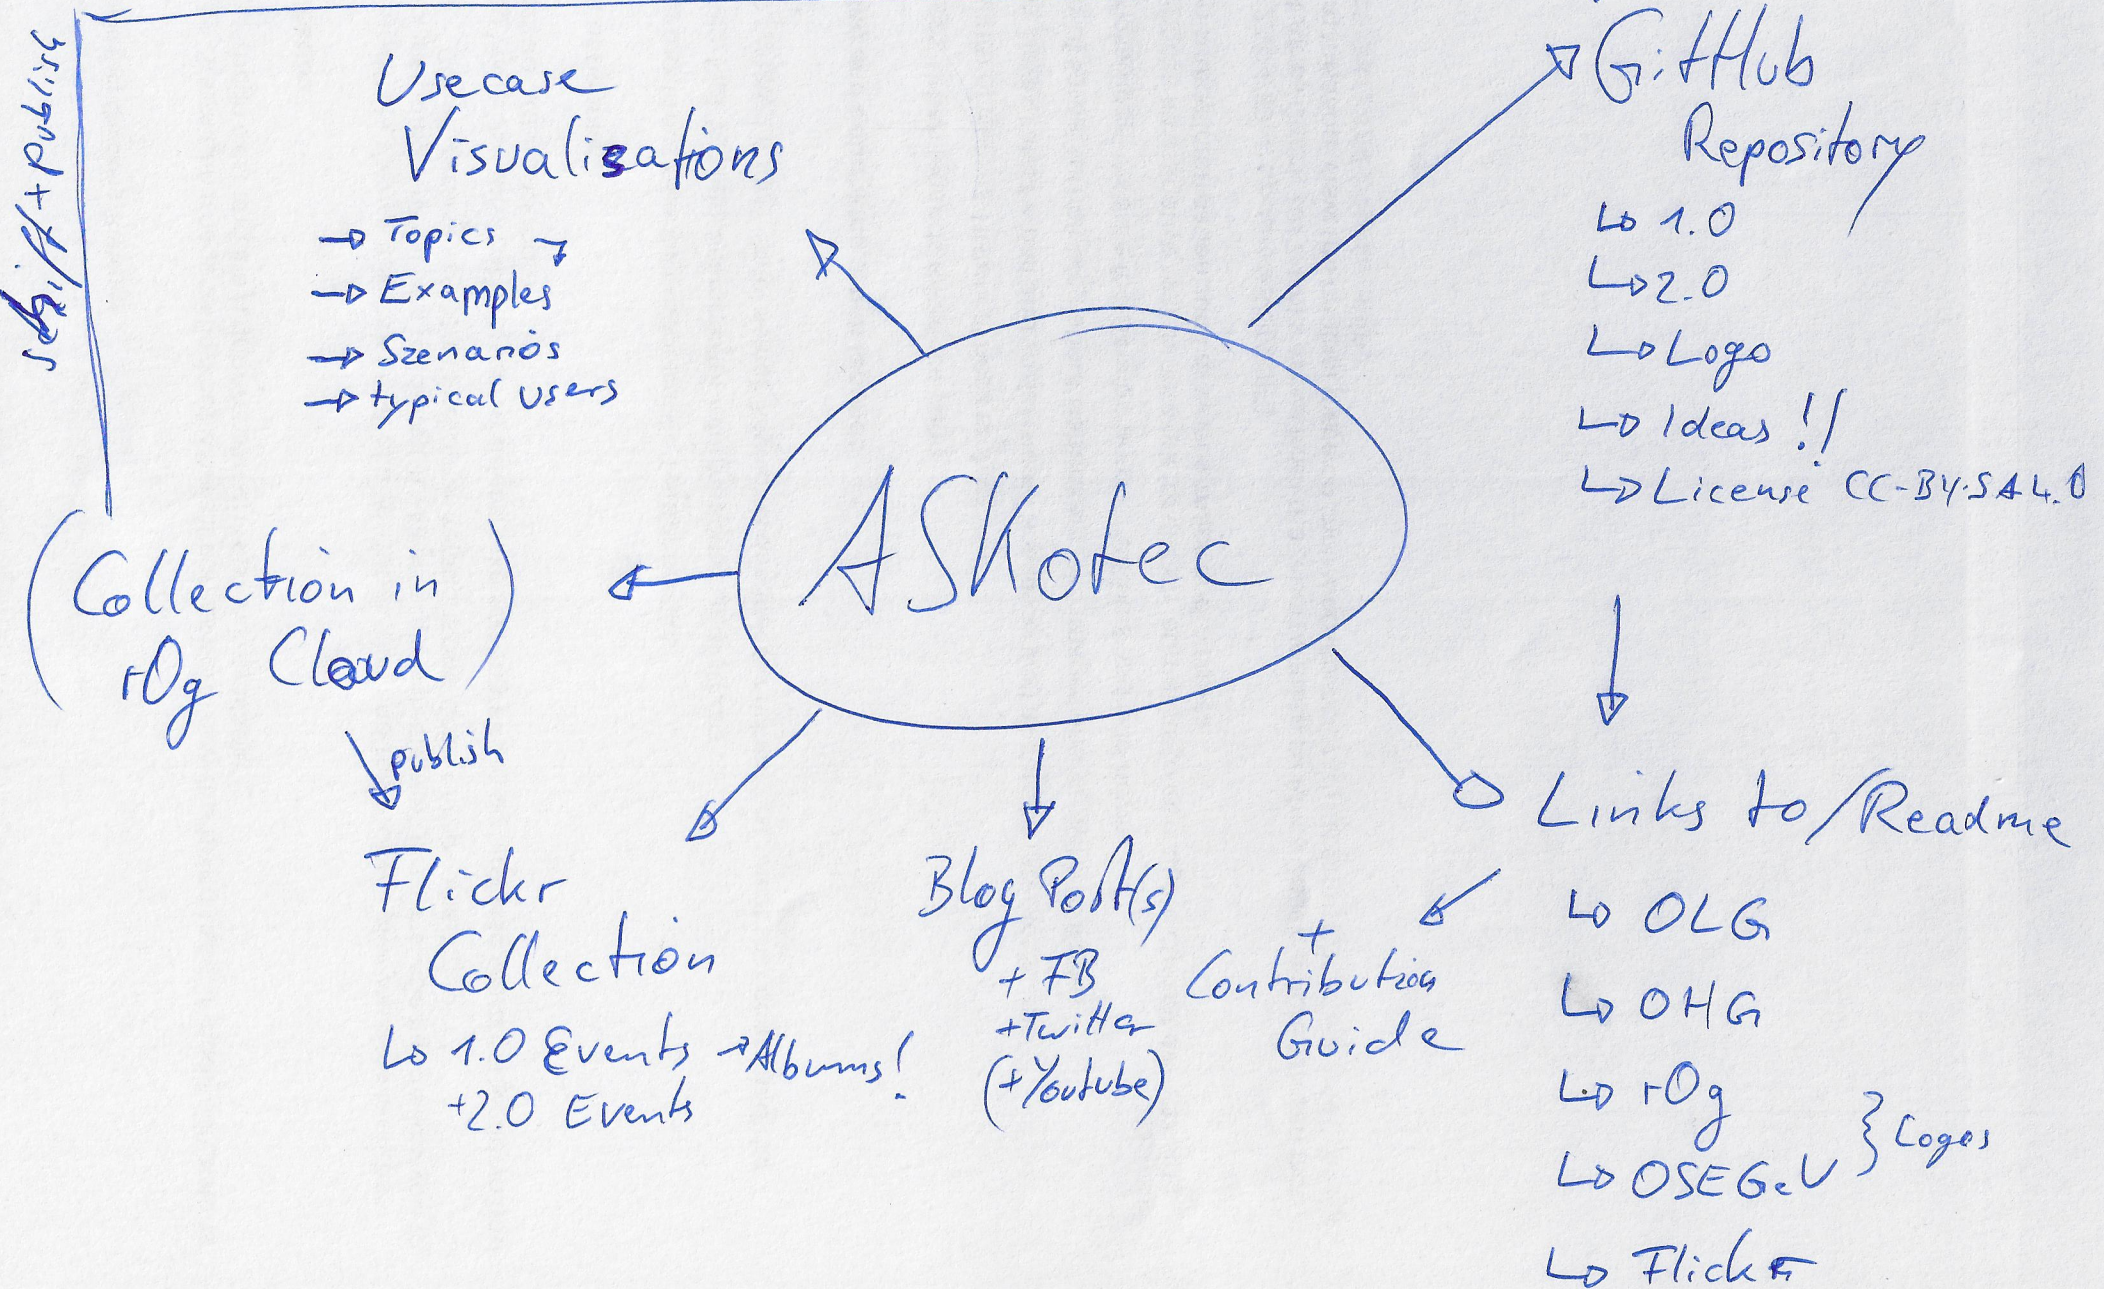 + publish
Usecase
Visualisations
→ Topics
→ Examples
→ Szenarios
→ typical users
GitHub
Repository
↳ 1.0
↳ 2.0
↳ Logo
↳ Ideas !!
↳ License CC-BY-SA 4.0
ASKotec
(Collection in
rOg Cloud)
publish
Flickr
Collection
↳ 1.0 Events → Albums!
+2.0 Events
Blog Post(s)
+ FB
+Twitter
(+Youtube)
+
Contribution
Guide
Links to/Readme
↳ OLG
↳ OHG
↳ rOg
↳ OSEGeV } Logos
↳ Flickr